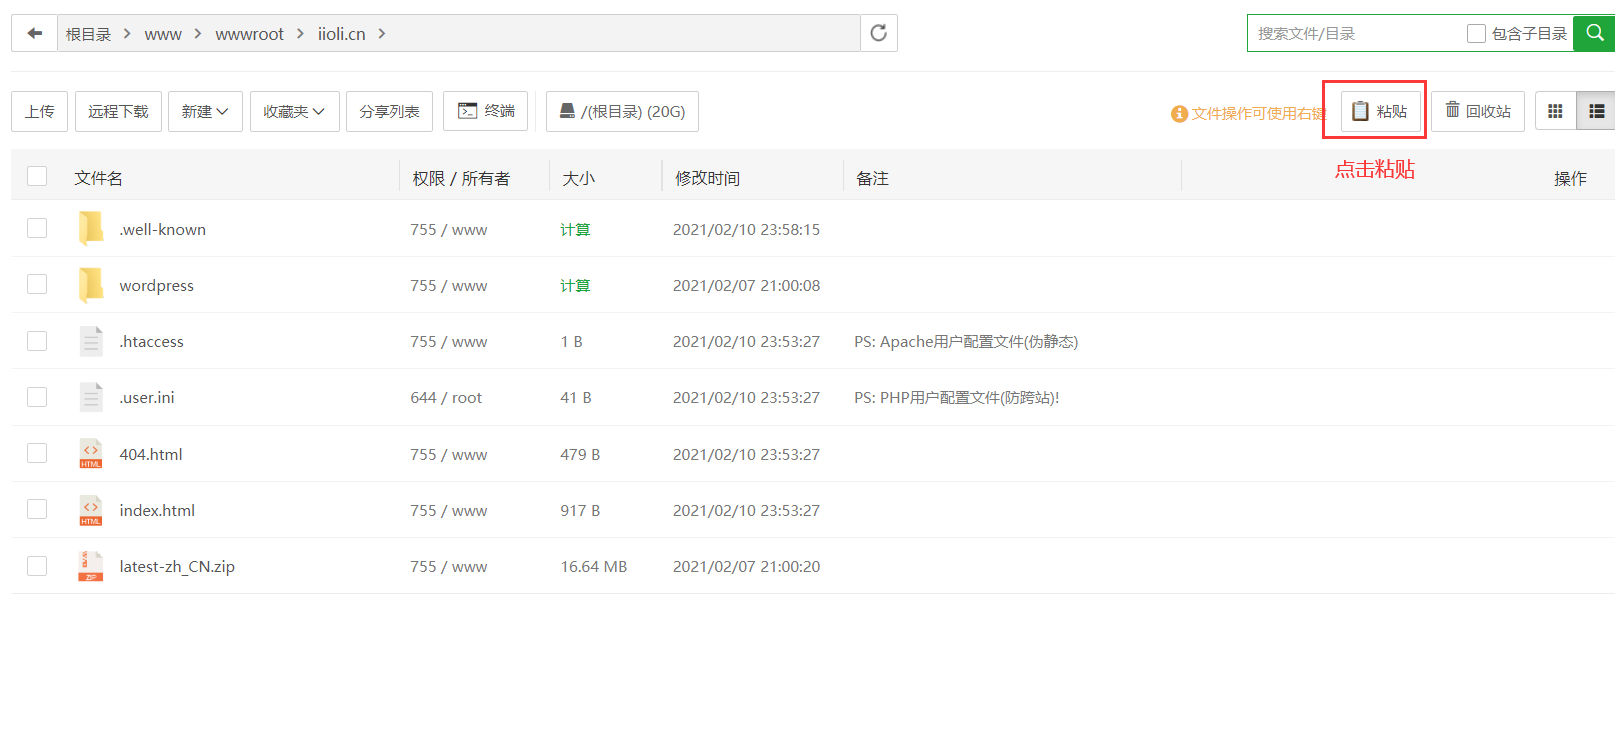 根目录 > www > wwwroot > iioli.cn >
搜索文件/目录 包含子目录
上传 远程下载 新建 收藏夹 分享列表 终端 /(根目录) (20G) 文件操作可使用右键 粘贴 回收站
点击粘贴
文件名 权限 / 所有者 大小 修改时间 备注 操作
.well-known 755 / www 计算 2021/02/10 23:58:15
wordpress 755 / www 计算 2021/02/07 21:00:08
.htaccess 755 / www 1 B 2021/02/10 23:53:27 PS: Apache用户配置文件(伪静态)
.user.ini 644 / root 41 B 2021/02/10 23:53:27 PS: PHP用户配置文件(防跨站)!
HTML 404.html 755 / www 479 B 2021/02/10 23:53:27
HTML index.html 755 / www 917 B 2021/02/10 23:53:27
ZIP latest-zh_CN.zip 755 / www 16.64 MB 2021/02/07 21:00:20